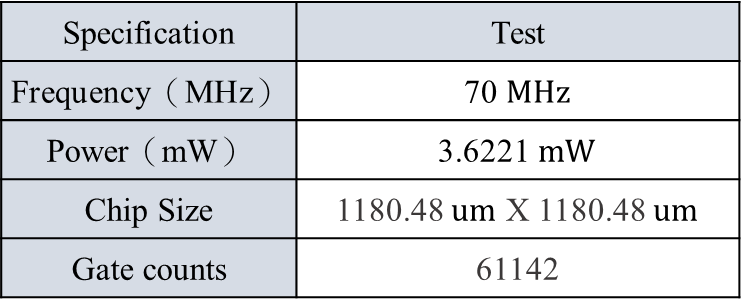 Specification Test
Frequency（MHz） 70 MHz
Power（mW） 3.6221 mW
Chip Size 1180.48 um X 1180.48 um
Gate counts 61142